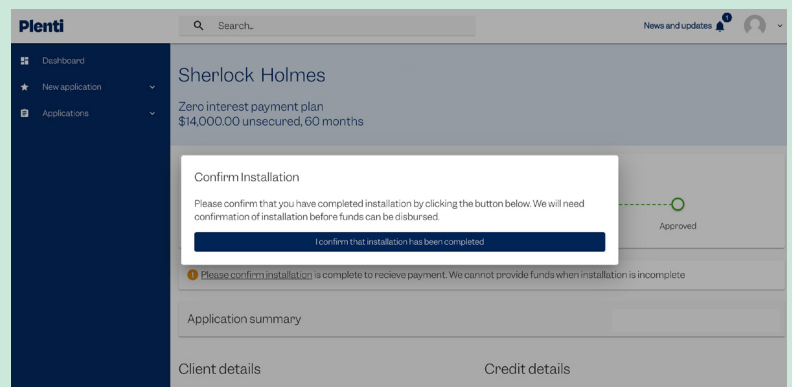 Plenti
Search...
News and updates
1
Dashboard
New application
Applications
Sherlock Holmes
Zero interest payment plan
$14,000.00 unsecured, 60 months
Confirm Installation
Please confirm that you have completed installation by clicking the button below. We will need
confirmation of installation before funds can be disbursed.
I confirm that installation has been completed
Approved
Please confirm installation is complete to recieve payment. We cannot provide funds when installation is incomplete
Application summary
Client details
Credit details